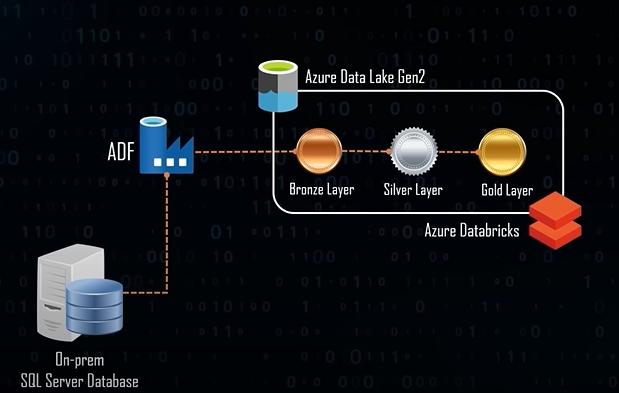 Azure Data Lake Gen2
ADF
Bronze Layer
Silver Layer
Gold Layer
Azure Databricks
On-prem
SQL Server Database